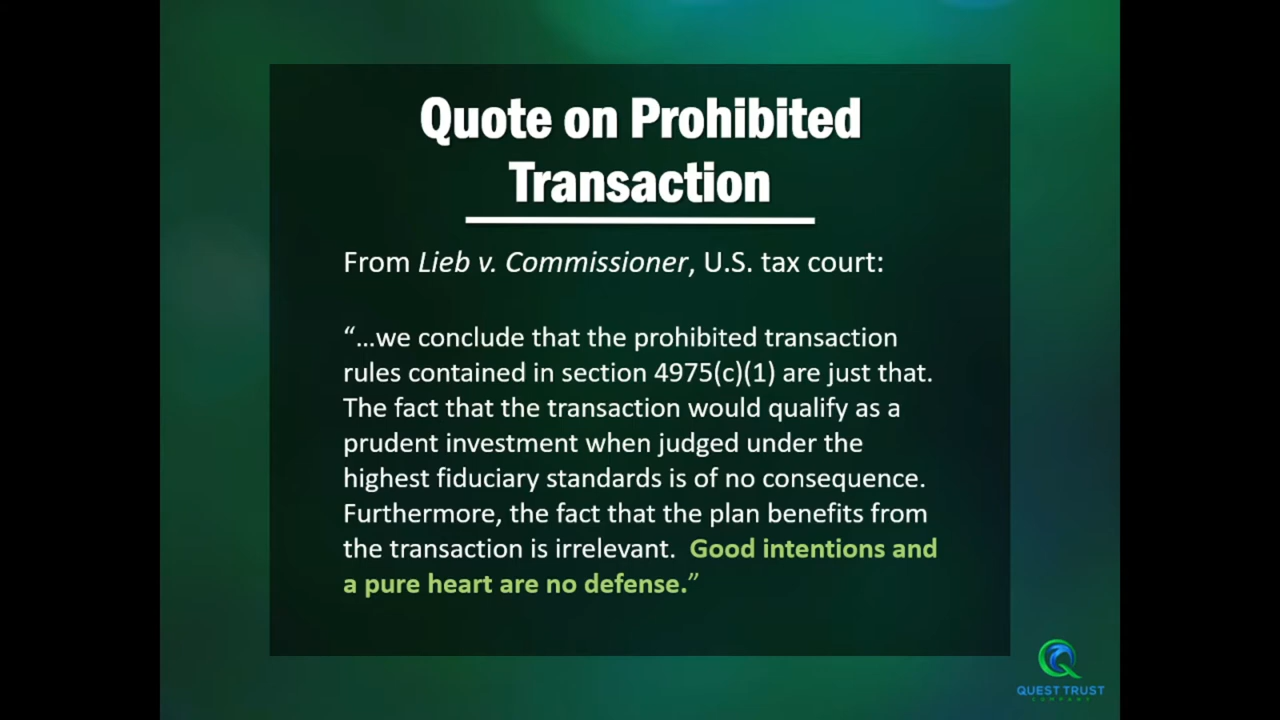 Quote on Prohibited
Transaction
From Lieb v. Commissioner, U.S. tax court:
“…we conclude that the prohibited transaction
rules contained in section 4975(c)(1) are just that.
The fact that the transaction would qualify as a
prudent investment when judged under the
highest fiduciary standards is of no consequence.
Furthermore, the fact that the plan benefits from
the transaction is irrelevant.  Good intentions and
a pure heart are no defense.”
QUEST TRUST
COMPANY